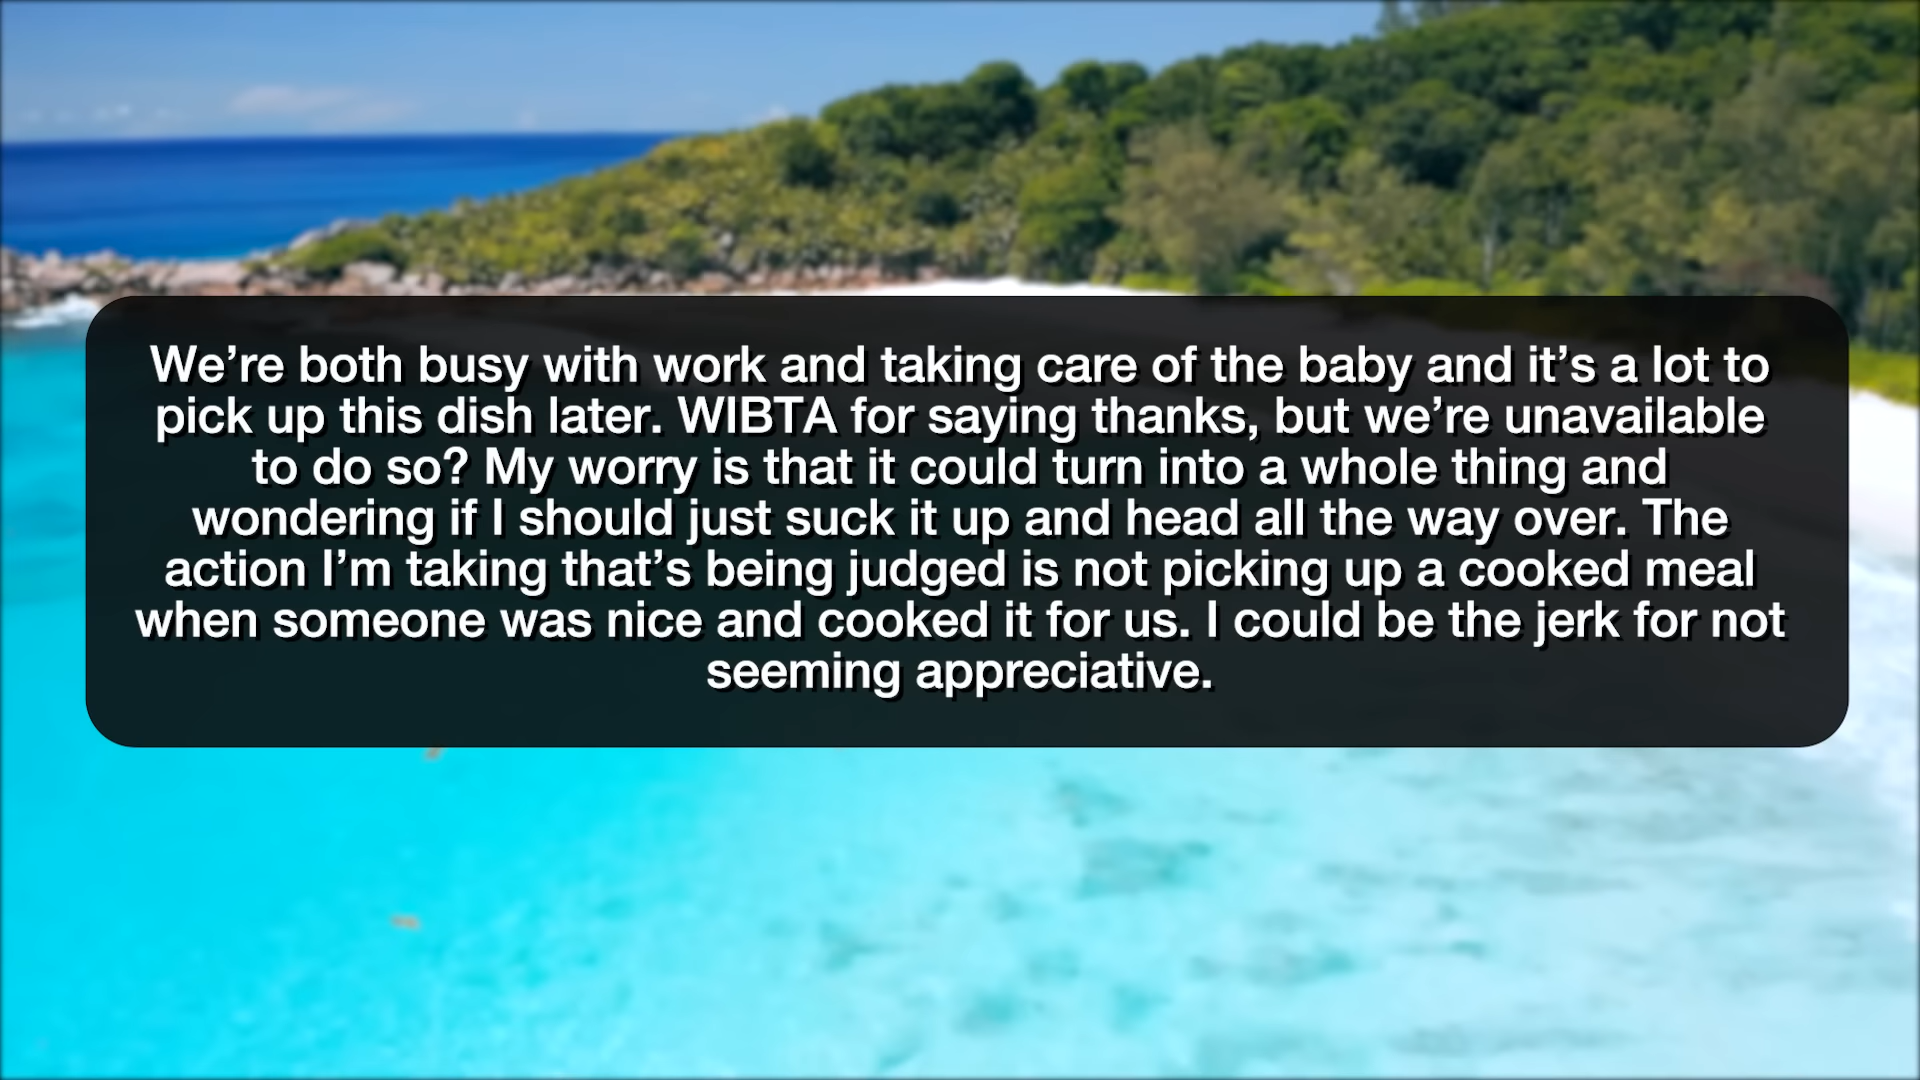 We’re both busy with work and taking care of the baby and it’s a lot to
pick up this dish later. WIBTA for saying thanks, but we’re unavailable
to do so? My worry is that it could turn into a whole thing and
wondering if I should just suck it up and head all the way over. The
action I’m taking that’s being judged is not picking up a cooked meal
when someone was nice and cooked it for us. I could be the jerk for not
seeming appreciative.